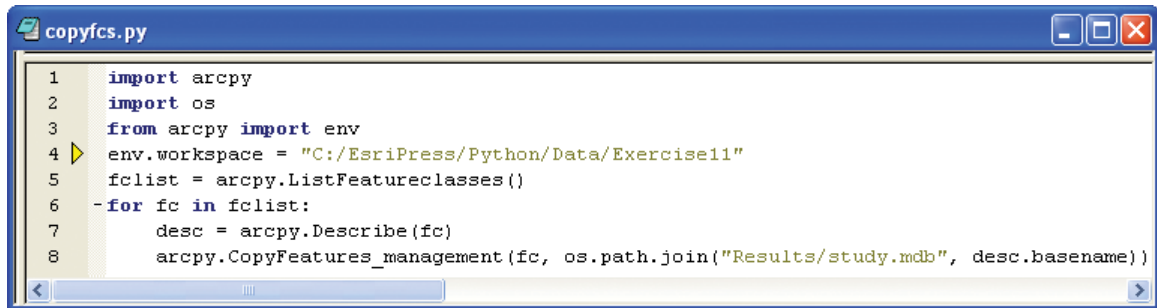 copyfcs.py
1 import arcpy
2 import os
3 from arcpy import env
4 env.workspace = "C:/EsriPress/Python/Data/Exercise11"
5 fclist = arcpy.ListFeatureclasses()
6 for fc in fclist:
7 desc = arcpy.Describe(fc)
8 arcpy.CopyFeatures_management(fc, os.path.join("Results/study.mdb", desc.basename))